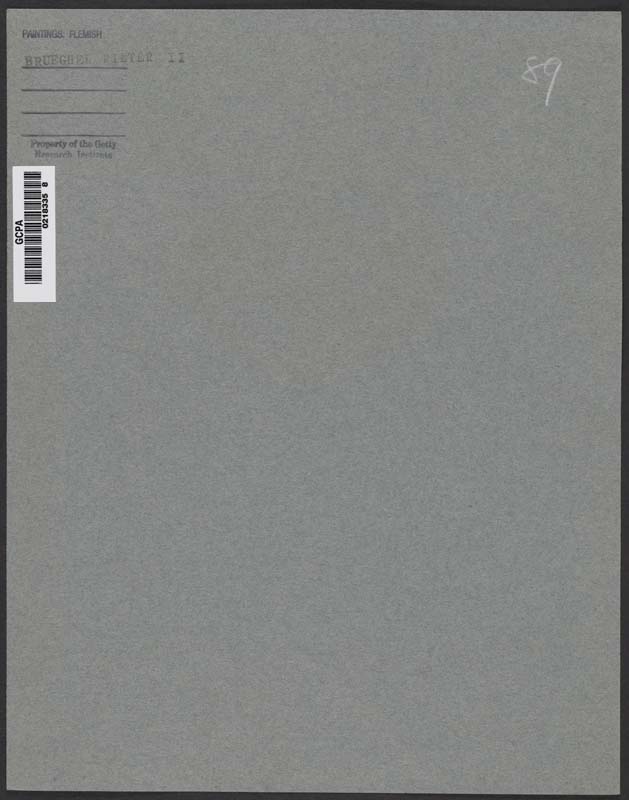 PAINTINGS: FLEMISH
BRUEGHEL PIETER II
89
Property of the Getty
Research Institute
GCPA
0218335 8